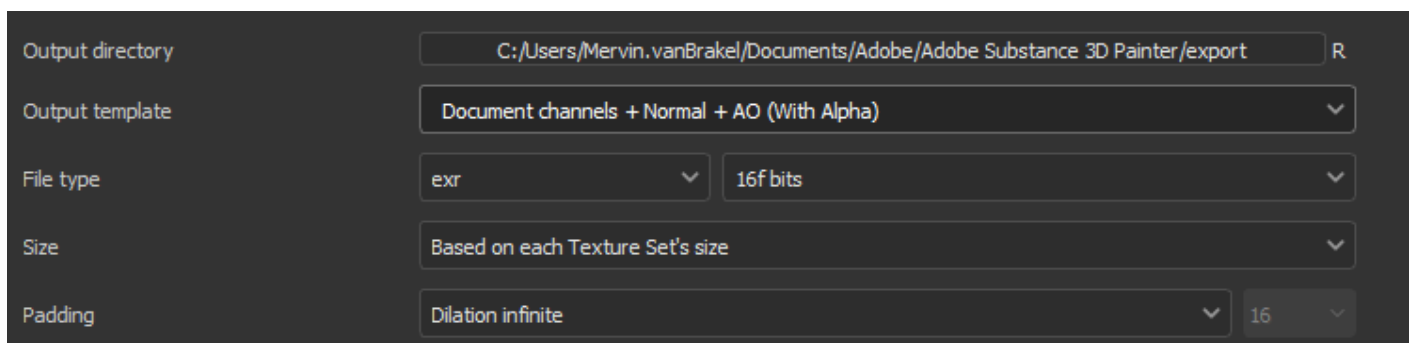 Output directory C:/Users/Mervin.vanBrakel/Documents/Adobe/Adobe Substance 3D Painter/export R
Output template Document channels + Normal + AO (With Alpha)
File type exr 16f bits
Size Based on each Texture Set's size
Padding Dilation infinite 16